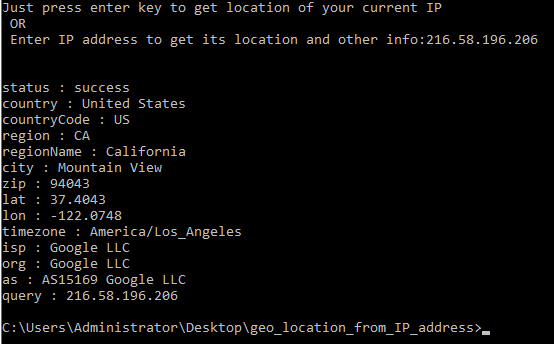 Just press enter key to get location of your current IP
OR
Enter IP address to get its location and other info:216.58.196.206
status : success
country : United States
countryCode : US
region : CA
regionName : California
city : Mountain View
zip : 94043
lat : 37.4043
lon : -122.0748
timezone : America/Los_Angeles
isp : Google LLC
org : Google LLC
as : AS15169 Google LLC
query : 216.58.196.206
C:\Users\Administrator\Desktop\geo_location_from_IP_address>